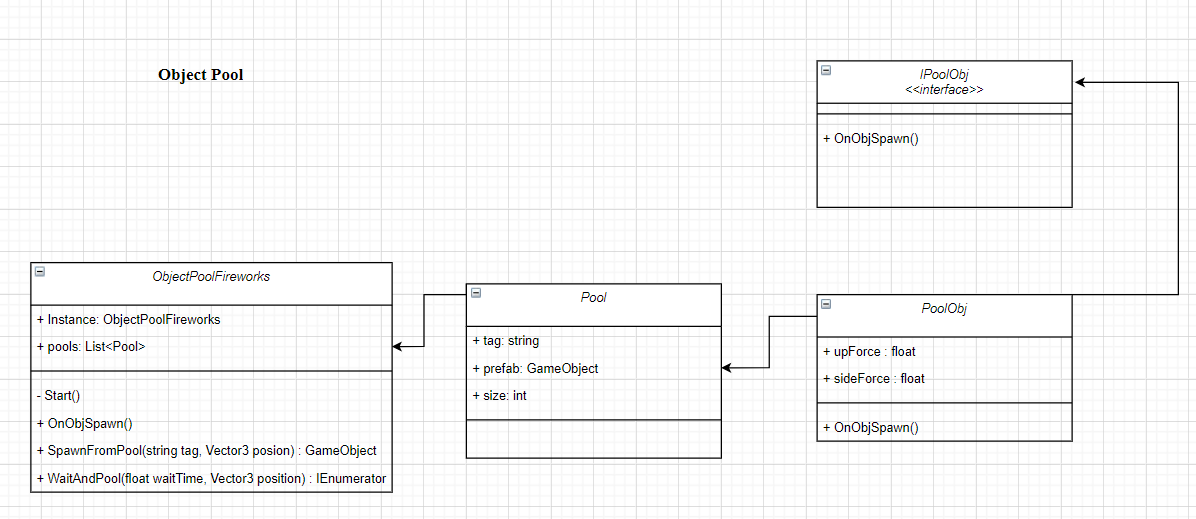 Object Pool
IPoolObj
<<interface>>
+ OnObjSpawn()
ObjectPoolFireworks
+ Instance: ObjectPoolFireworks
+ pools: List<Pool>
- Start()
+ OnObjSpawn()
+ SpawnFromPool(string tag, Vector3 posion) : GameObject
+ WaitAndPool(float waitTime, Vector3 position) : IEnumerator
Pool
+ tag: string
+ prefab: GameObject
+ size: int
PoolObj
+ upForce : float
+ sideForce : float
+ OnObjSpawn()